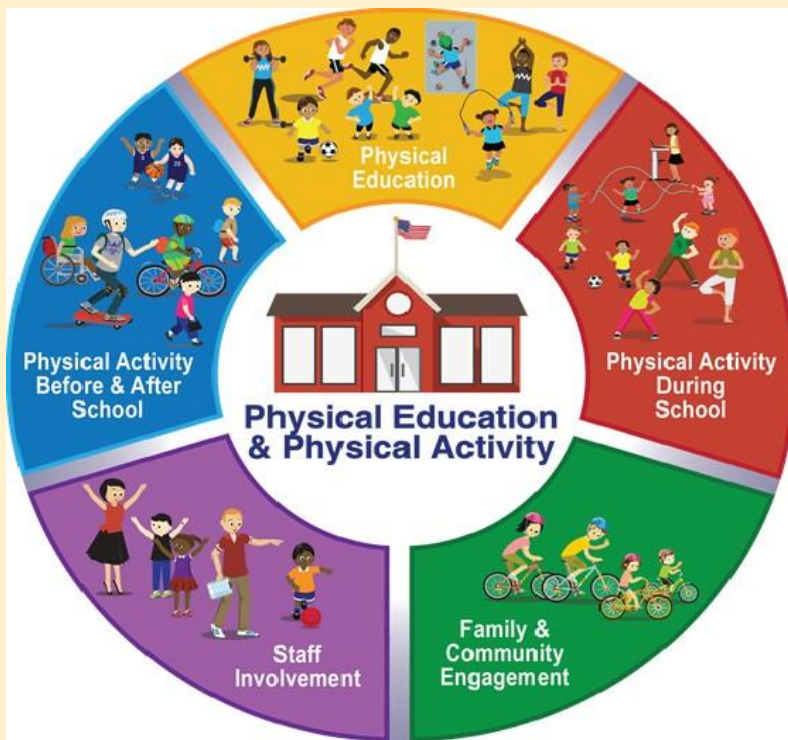 Physical
Education
Physical Activity
During
School
Family &
Community
Engagement
Staff
Involvement
Physical Activity
Before & After
School
Physical Education
& Physical Activity